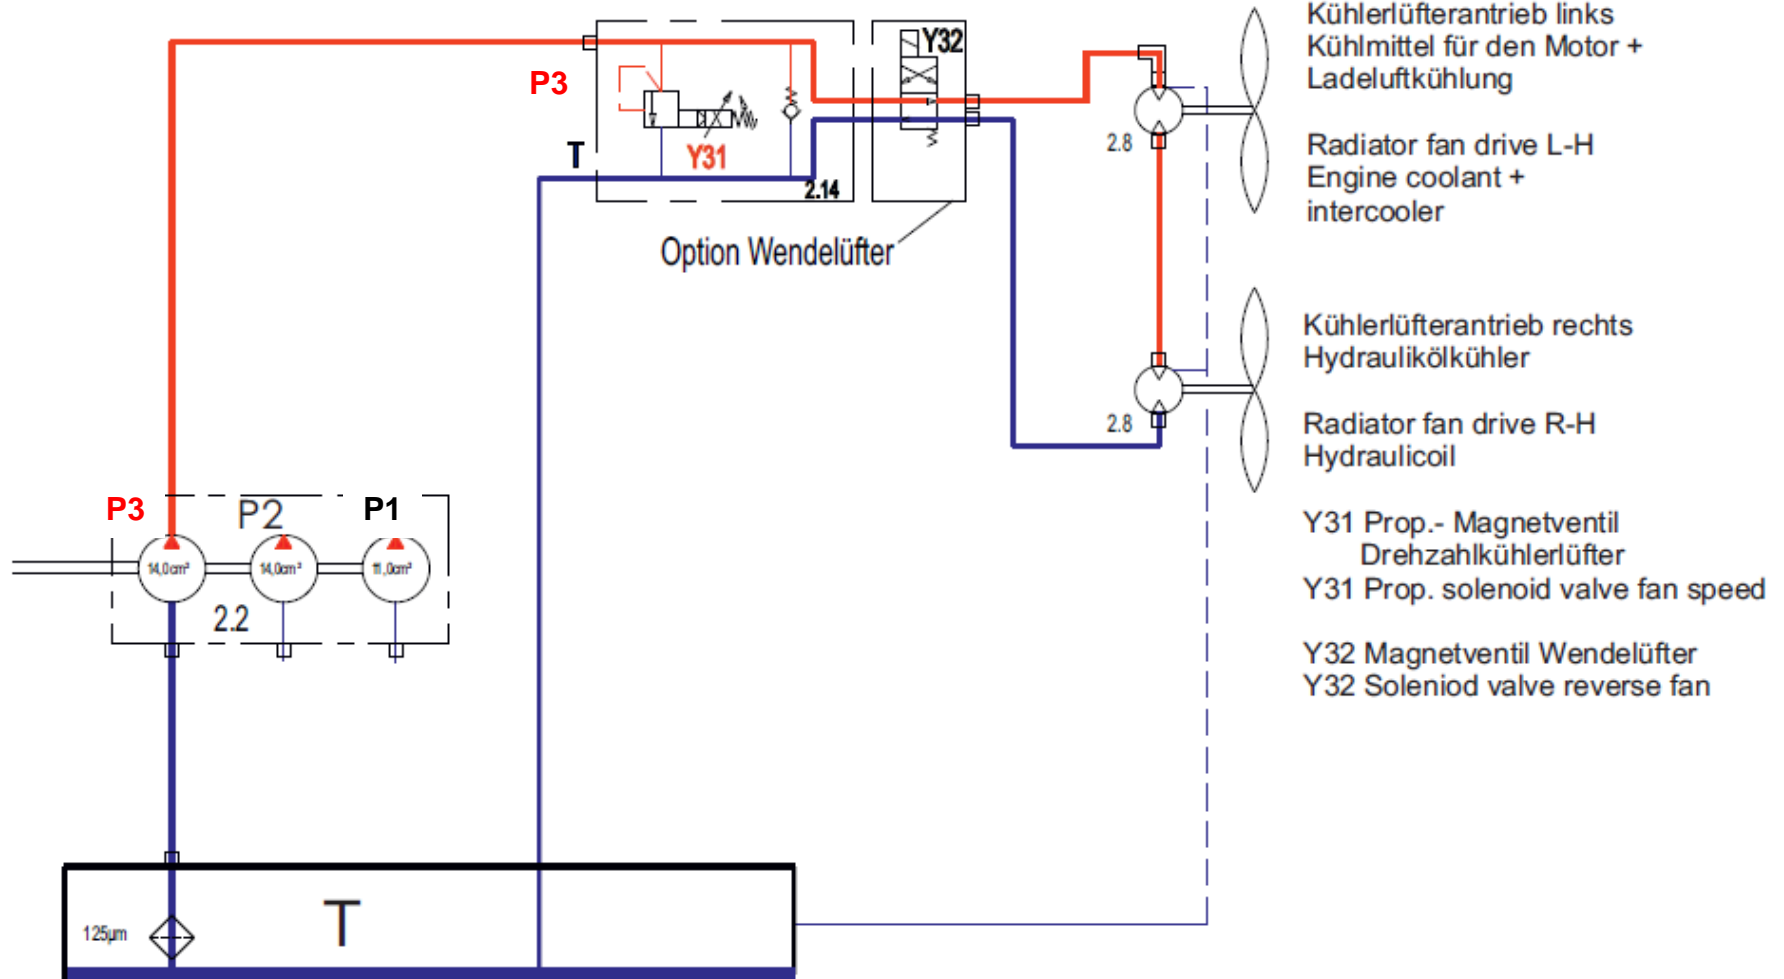 Kühlerlüfterantrieb links
Kühlmittel für den Motor +
Ladeluftkühlung
Radiator fan drive L-H
Engine coolant +
intercooler
Y32
P3
T
Y31
2.14
2.8
Option Wendelüfter
Kühlerlüfterantrieb rechts
Hydraulikölkühler
2.8
Radiator fan drive R-H
Hydraulicoil
P3
P2
P1
14,0cm³
14,0cm³
11,0cm³
2.2
Y31 Prop.- Magnetventil
Drehzahlkühlerlüfter
Y31 Prop. solenoid valve fan speed
Y32 Magnetventil Wendelüfter
Y32 Soleniod valve reverse fan
125µm
T